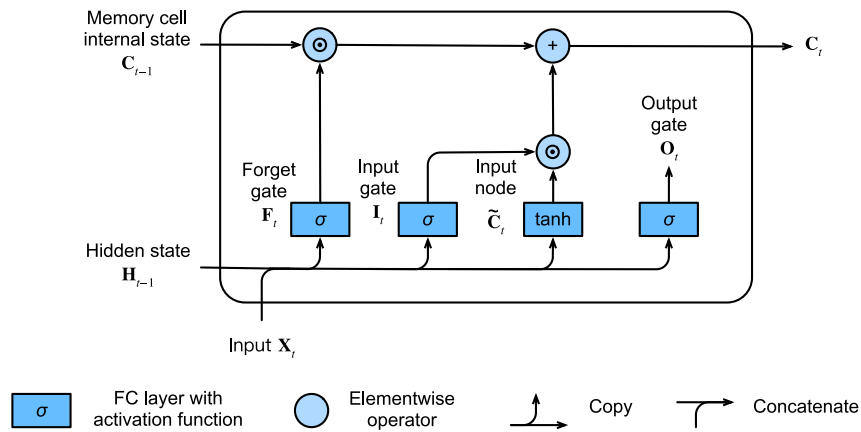 Memory cell
internal state
C_{t-1}
⊙
+
C_t
Output
gate
O_t
⊙
Forget
gate
F_t
Input
gate
I_t
Input
node
C̃_t
σ
σ
tanh
σ
Hidden state
H_{t-1}
Input X_t
σ
FC layer with
activation function
Elementwise
operator
Copy
Concatenate